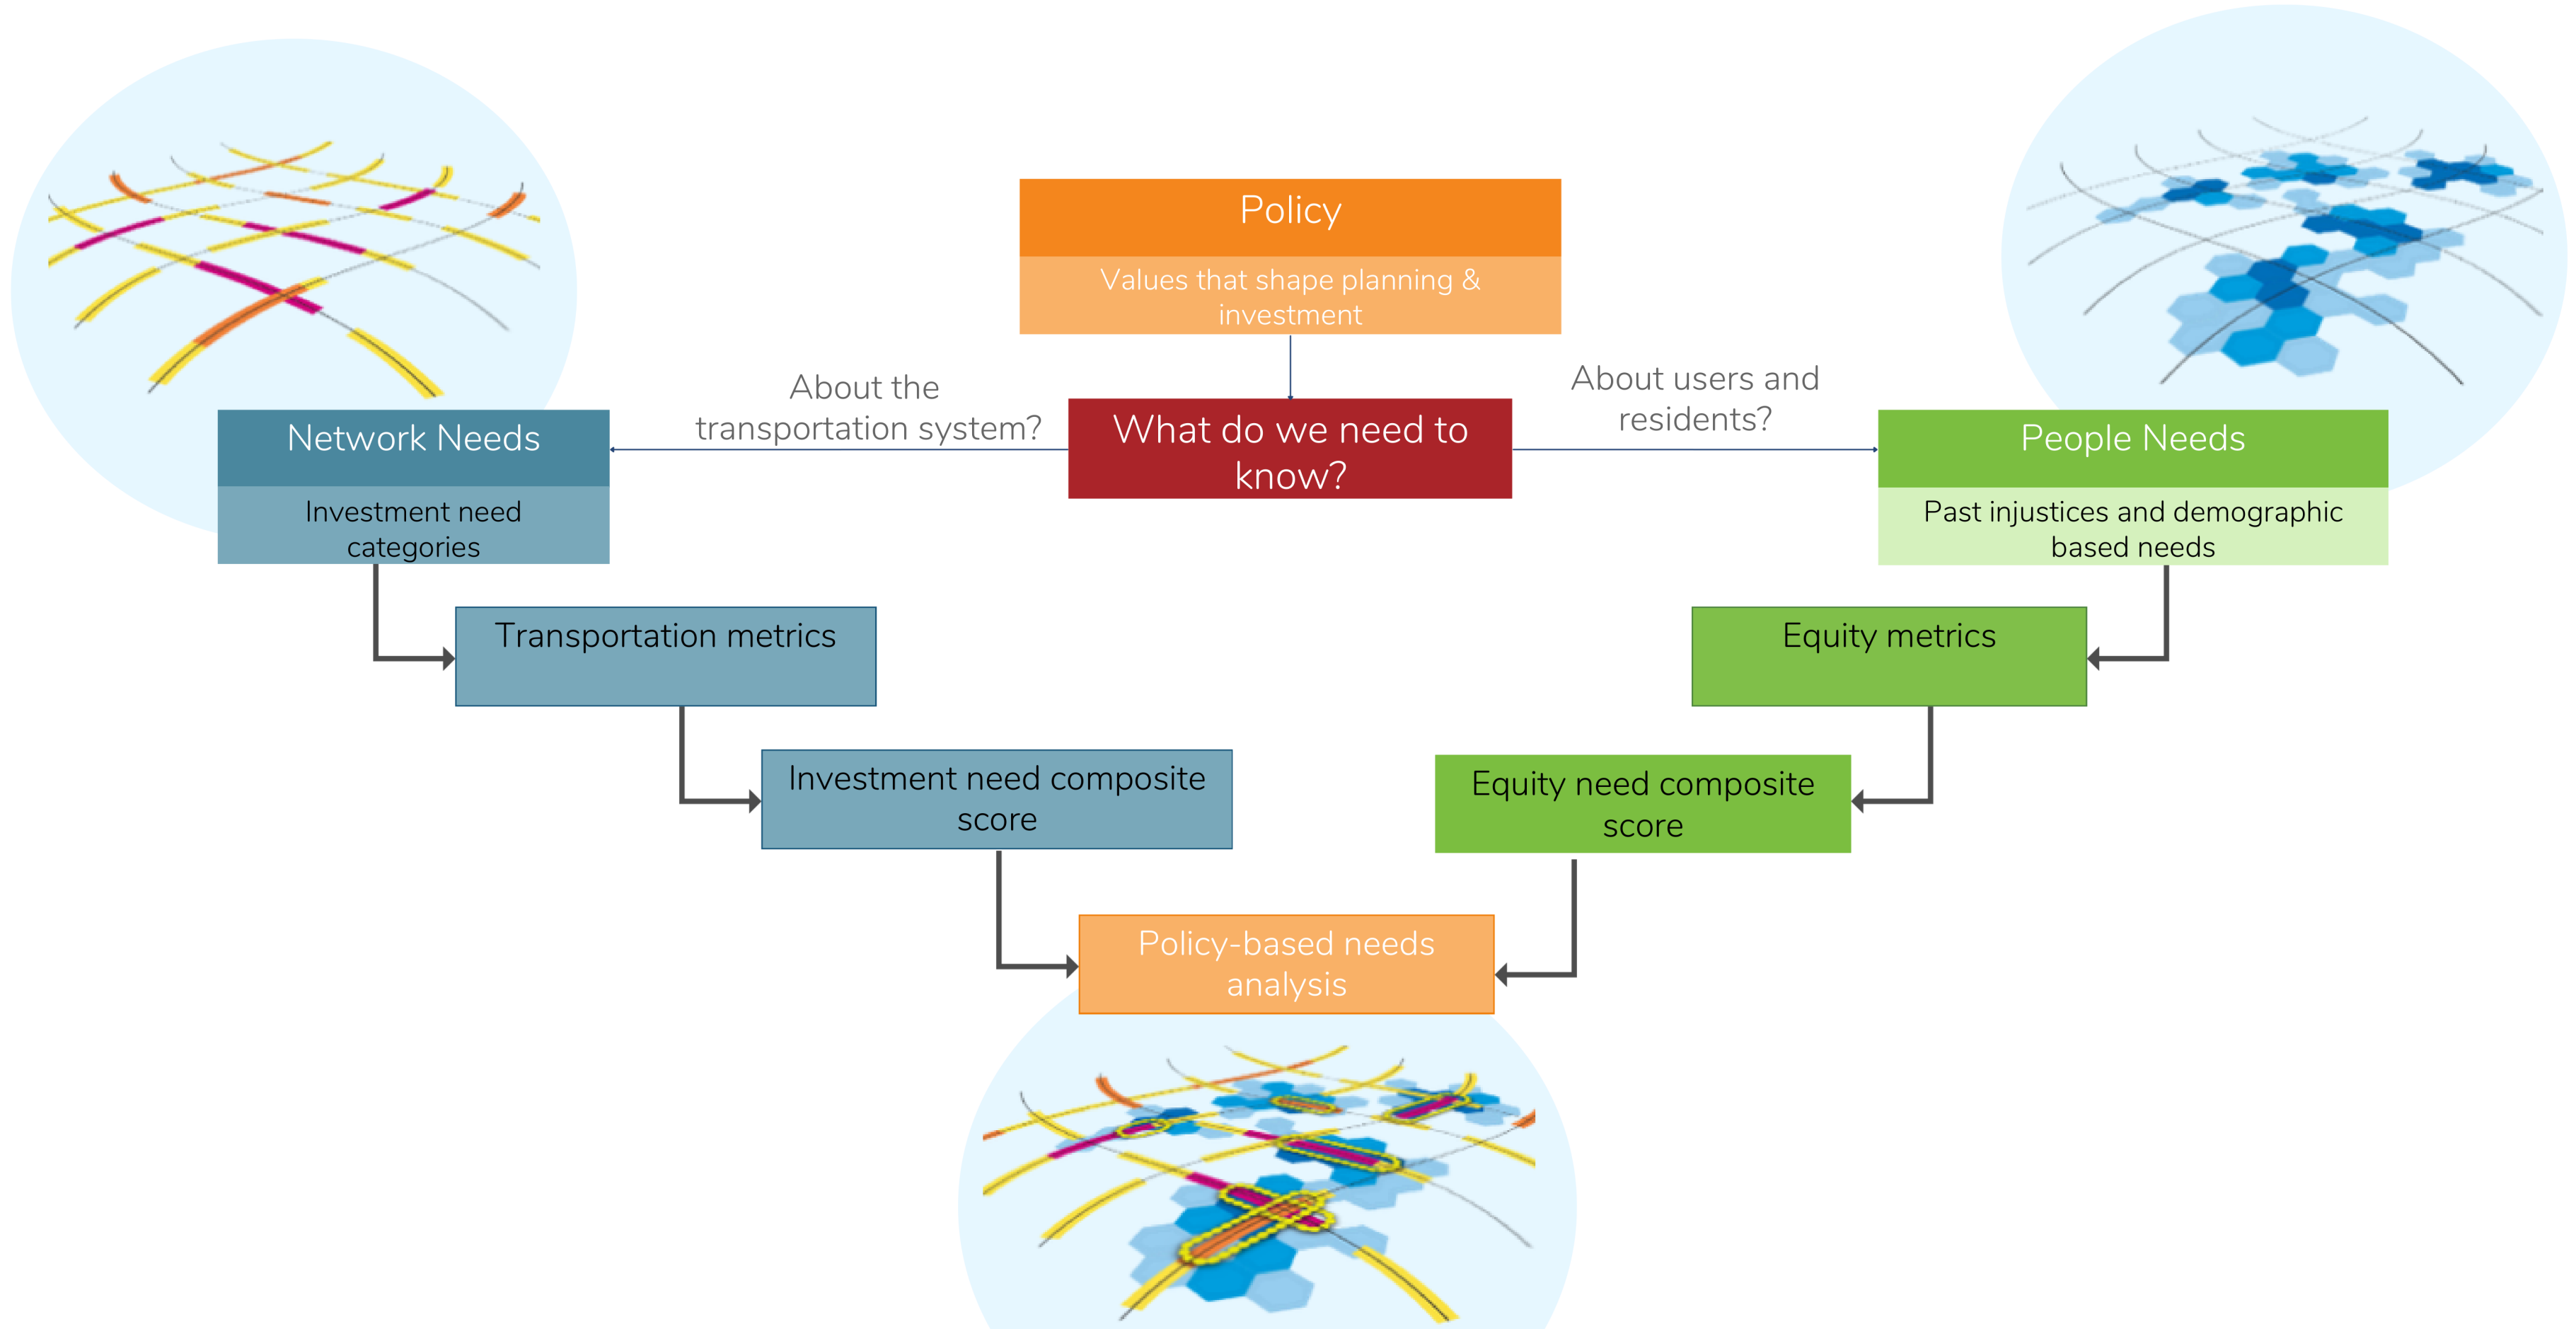 Policy
Values that shape planning &
investment
About the
transportation system?
What do we need to
know?
About users and
residents?
Network Needs
Investment need
categories
People Needs
Past injustices and demographic
based needs
Transportation metrics
Equity metrics
Investment need composite
score
Equity need composite
score
Policy-based needs
analysis